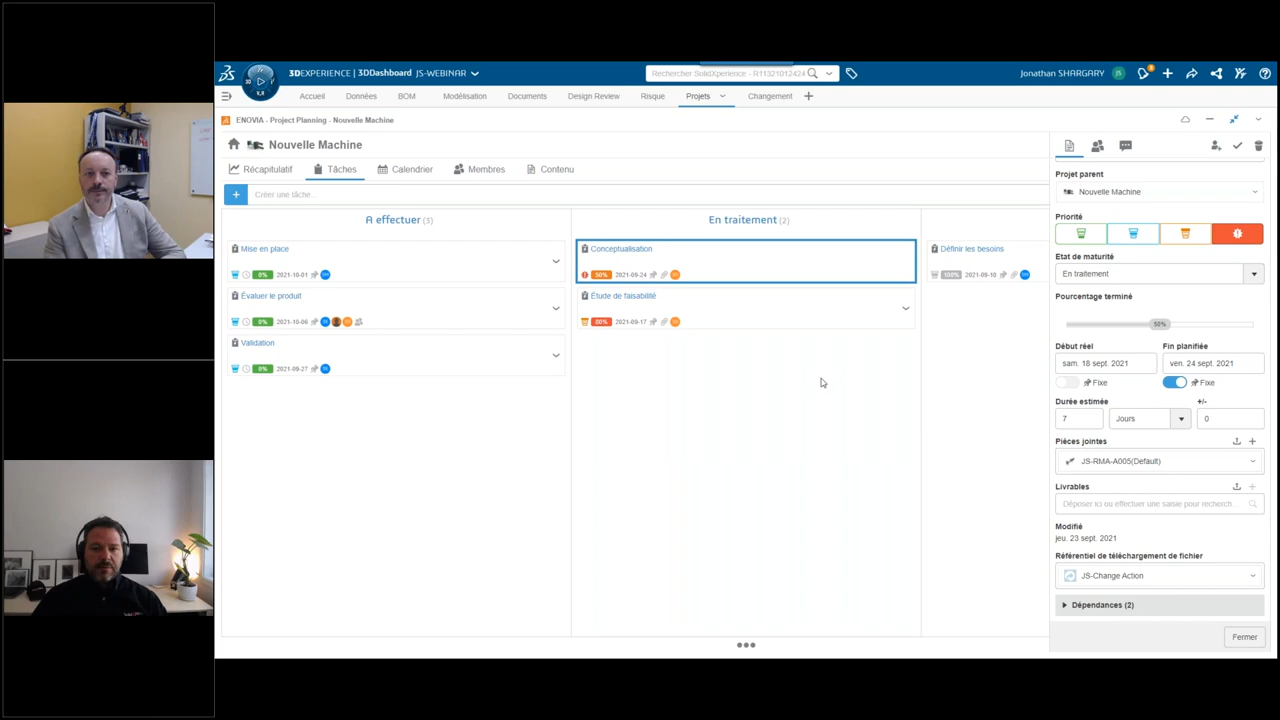 3DEXPERIENCE | 3DDashboard JS-WEBINAR
Rechercher SolidXperience - R11321012424
Jonathan SHARGARY JS
3D
V.R
Accueil Données BOM Modélisation Documents Design Review Risque Projets Changement
ENOVIA - Project Planning - Nouvelle Machine
Nouvelle Machine
Récapitulatif Tâches Calendrier Membres Contenu
Créer une tâche...
A effectuer (3)
Mise en place
0% 2021-10-01
Évaluer le produit
0% 2021-10-06
Validation
0% 2021-09-27
En traitement (2)
Conceptualisation
50% 2021-09-24
Étude de faisabilité
80% 2021-09-17
Définir les besoins
100% 2021-09-10
Projet parent
Nouvelle Machine
Priorité
Etat de maturité
En traitement
Pourcentage terminé
50%
Début réel Fin planifiée
sam. 18 sept. 2021 ven. 24 sept. 2021
Fixe Fixe
Durée estimée +/-
7 Jours 0
Pièces jointes
JS-RMA-A005(Default)
Livrables
Déposer ici ou effectuer une saisie pour recherch...
Modifié
jeu. 23 sept. 2021
Référentiel de téléchargement de fichier
JS-Change Action
Dépendances (2)
Fermer